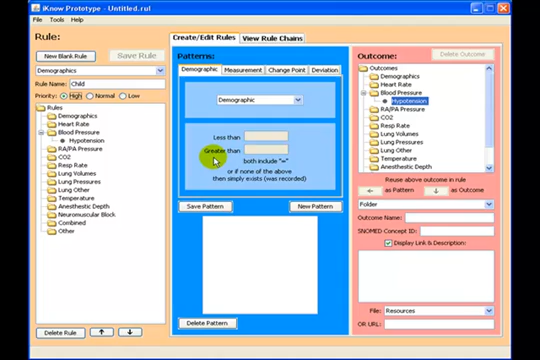 iKnow Prototype - Untitled.rul
File Tools Help
Rule:
New Blank Rule
Save Rule
Demographics
Rule Name: Child
Priority: High Normal Low
Rules
Demographics
Heart Rate
Blood Pressure
Hypotension
RA/PA Pressure
CO2
Resp Rate
Lung Volumes
Lung Pressures
Lung Other
Temperature
Anesthetic Depth
Neuromuscular Block
Combined
Other
Delete Rule
Create/Edit Rules View Rule Chains
Patterns:
Demographic Measurement Change Point Deviation
Demographic
Less than
Greater than
both include "="
or if none of the above
then simply exists (was recorded)
Save Pattern New Pattern
Delete Pattern
Outcome:
Delete Outcome
Outcomes
Demographics
Heart Rate
Blood Pressure
Hypotension
RA/PA Pressure
CO2
Resp Rate
Lung Volumes
Lung Pressures
Lung Other
Temperature
Anesthetic Depth
Reuse above outcome in rule
as Pattern as Outcome
Folder
Outcome Name:
SNOMED Concept ID:
Display Link & Description:
File: Resources
OR URL: